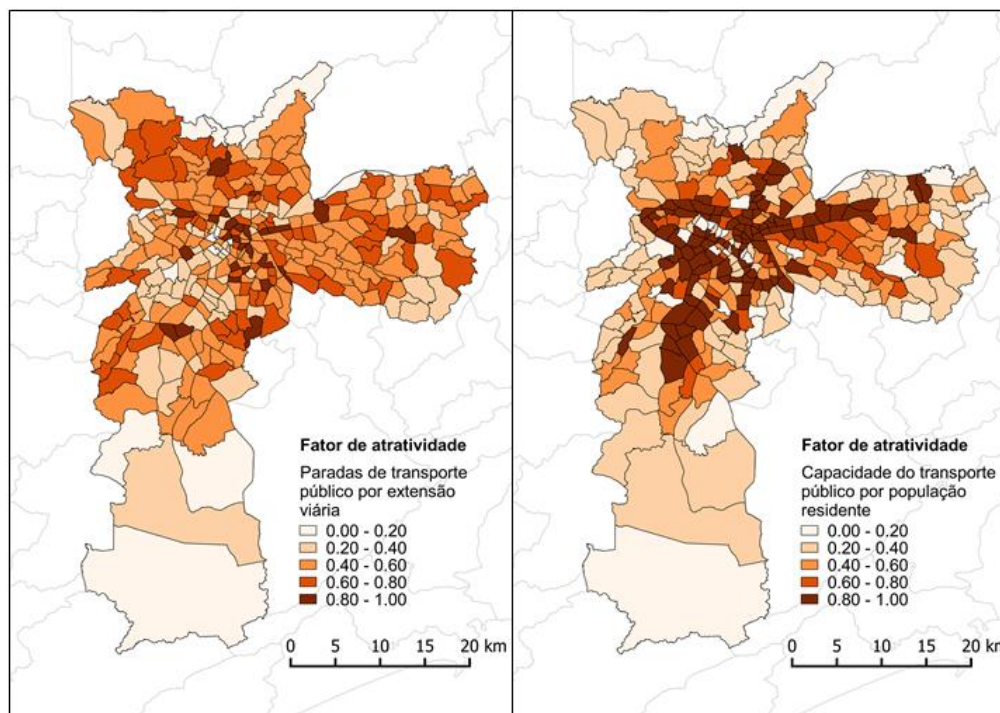 Fator de atratividade
Paradas de transporte
público por extensão
viária
0.00 - 0.20
0.20 - 0.40
0.40 - 0.60
0.60 - 0.80
0.80 - 1.00
0 5 10 15 20 km
Fator de atratividade
Capacidade do transporte
público por população
residente
0.00 - 0.20
0.20 - 0.40
0.40 - 0.60
0.60 - 0.80
0.80 - 1.00
0 5 10 15 20 km